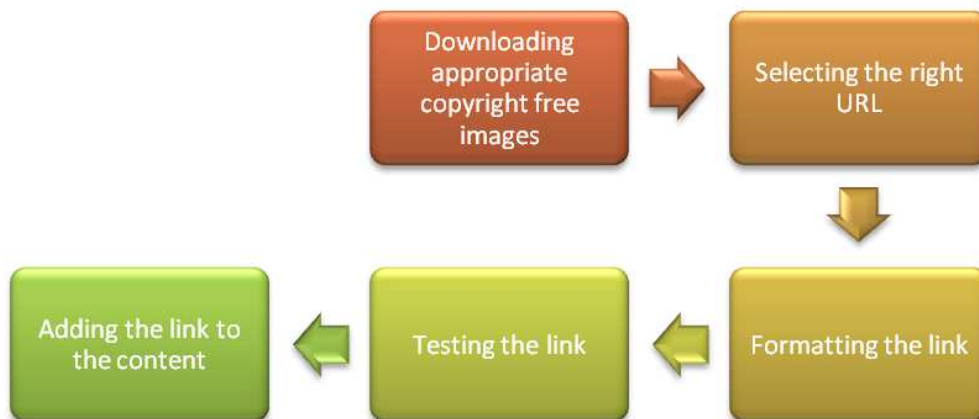 Downloading
appropriate
copyright free
images
Selecting the right
URL
Formatting the link
Testing the link
Adding the link to
the content